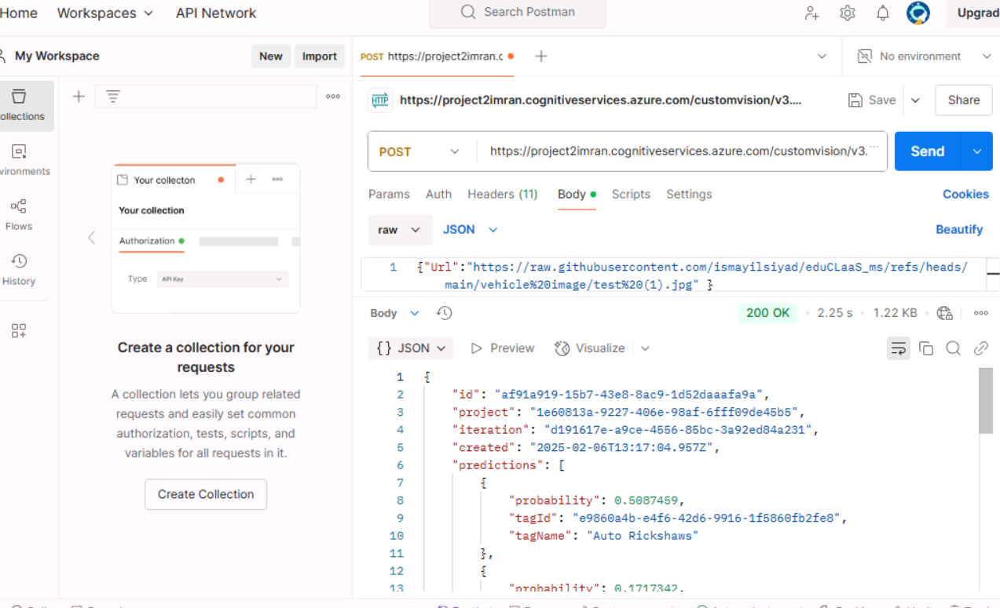 Home Workspaces API Network Search Postman Upgrad
My Workspace New Import POST https://project2imran.c No environment
ollections
vironments
Flows
History
Your collecton
Your collection
Authorization
Type API Key
Create a collection for your
requests
A collection lets you group related
requests and easily set common
authorization, tests, scripts, and
variables for all requests in it.
Create Collection
HTTP https://project2imran.cognitiveservices.azure.com/customvision/v3.... Save Share
POST https://project2imran.cognitiveservices.azure.com/customvision/v3. ... Send
Params Auth Headers (11) Body Scripts Settings Cookies
raw JSON Beautify
1 {"Url":"https://raw.githubusercontent.com/ismayilsiyad/eduCLaaS_ms/refs/heads/
main/vehicle%20image/test%20(1).jpg" }
Body 200 OK 2.25 s 1.22 KB
{} JSON Preview Visualize
1 {
2 "id": "af91a919-15b7-43e8-8ac9-1d52daaafa9a",
3 "project": "1e60813a-9227-406e-98af-6fff09de45b5",
4 "iteration": "d191617e-a9ce-4556-85bc-3a92ed84a231",
5 "created": "2025-02-06T13:17:04.957Z",
6 "predictions": [
7 {
8 "probability": 0.5087459,
9 "tagId": "e9860a4b-e4f6-42d6-9916-1f5860fb2fe8",
10 "tagName": "Auto Rickshaws"
11 },
12 {
13 "probability": 0.1717342,